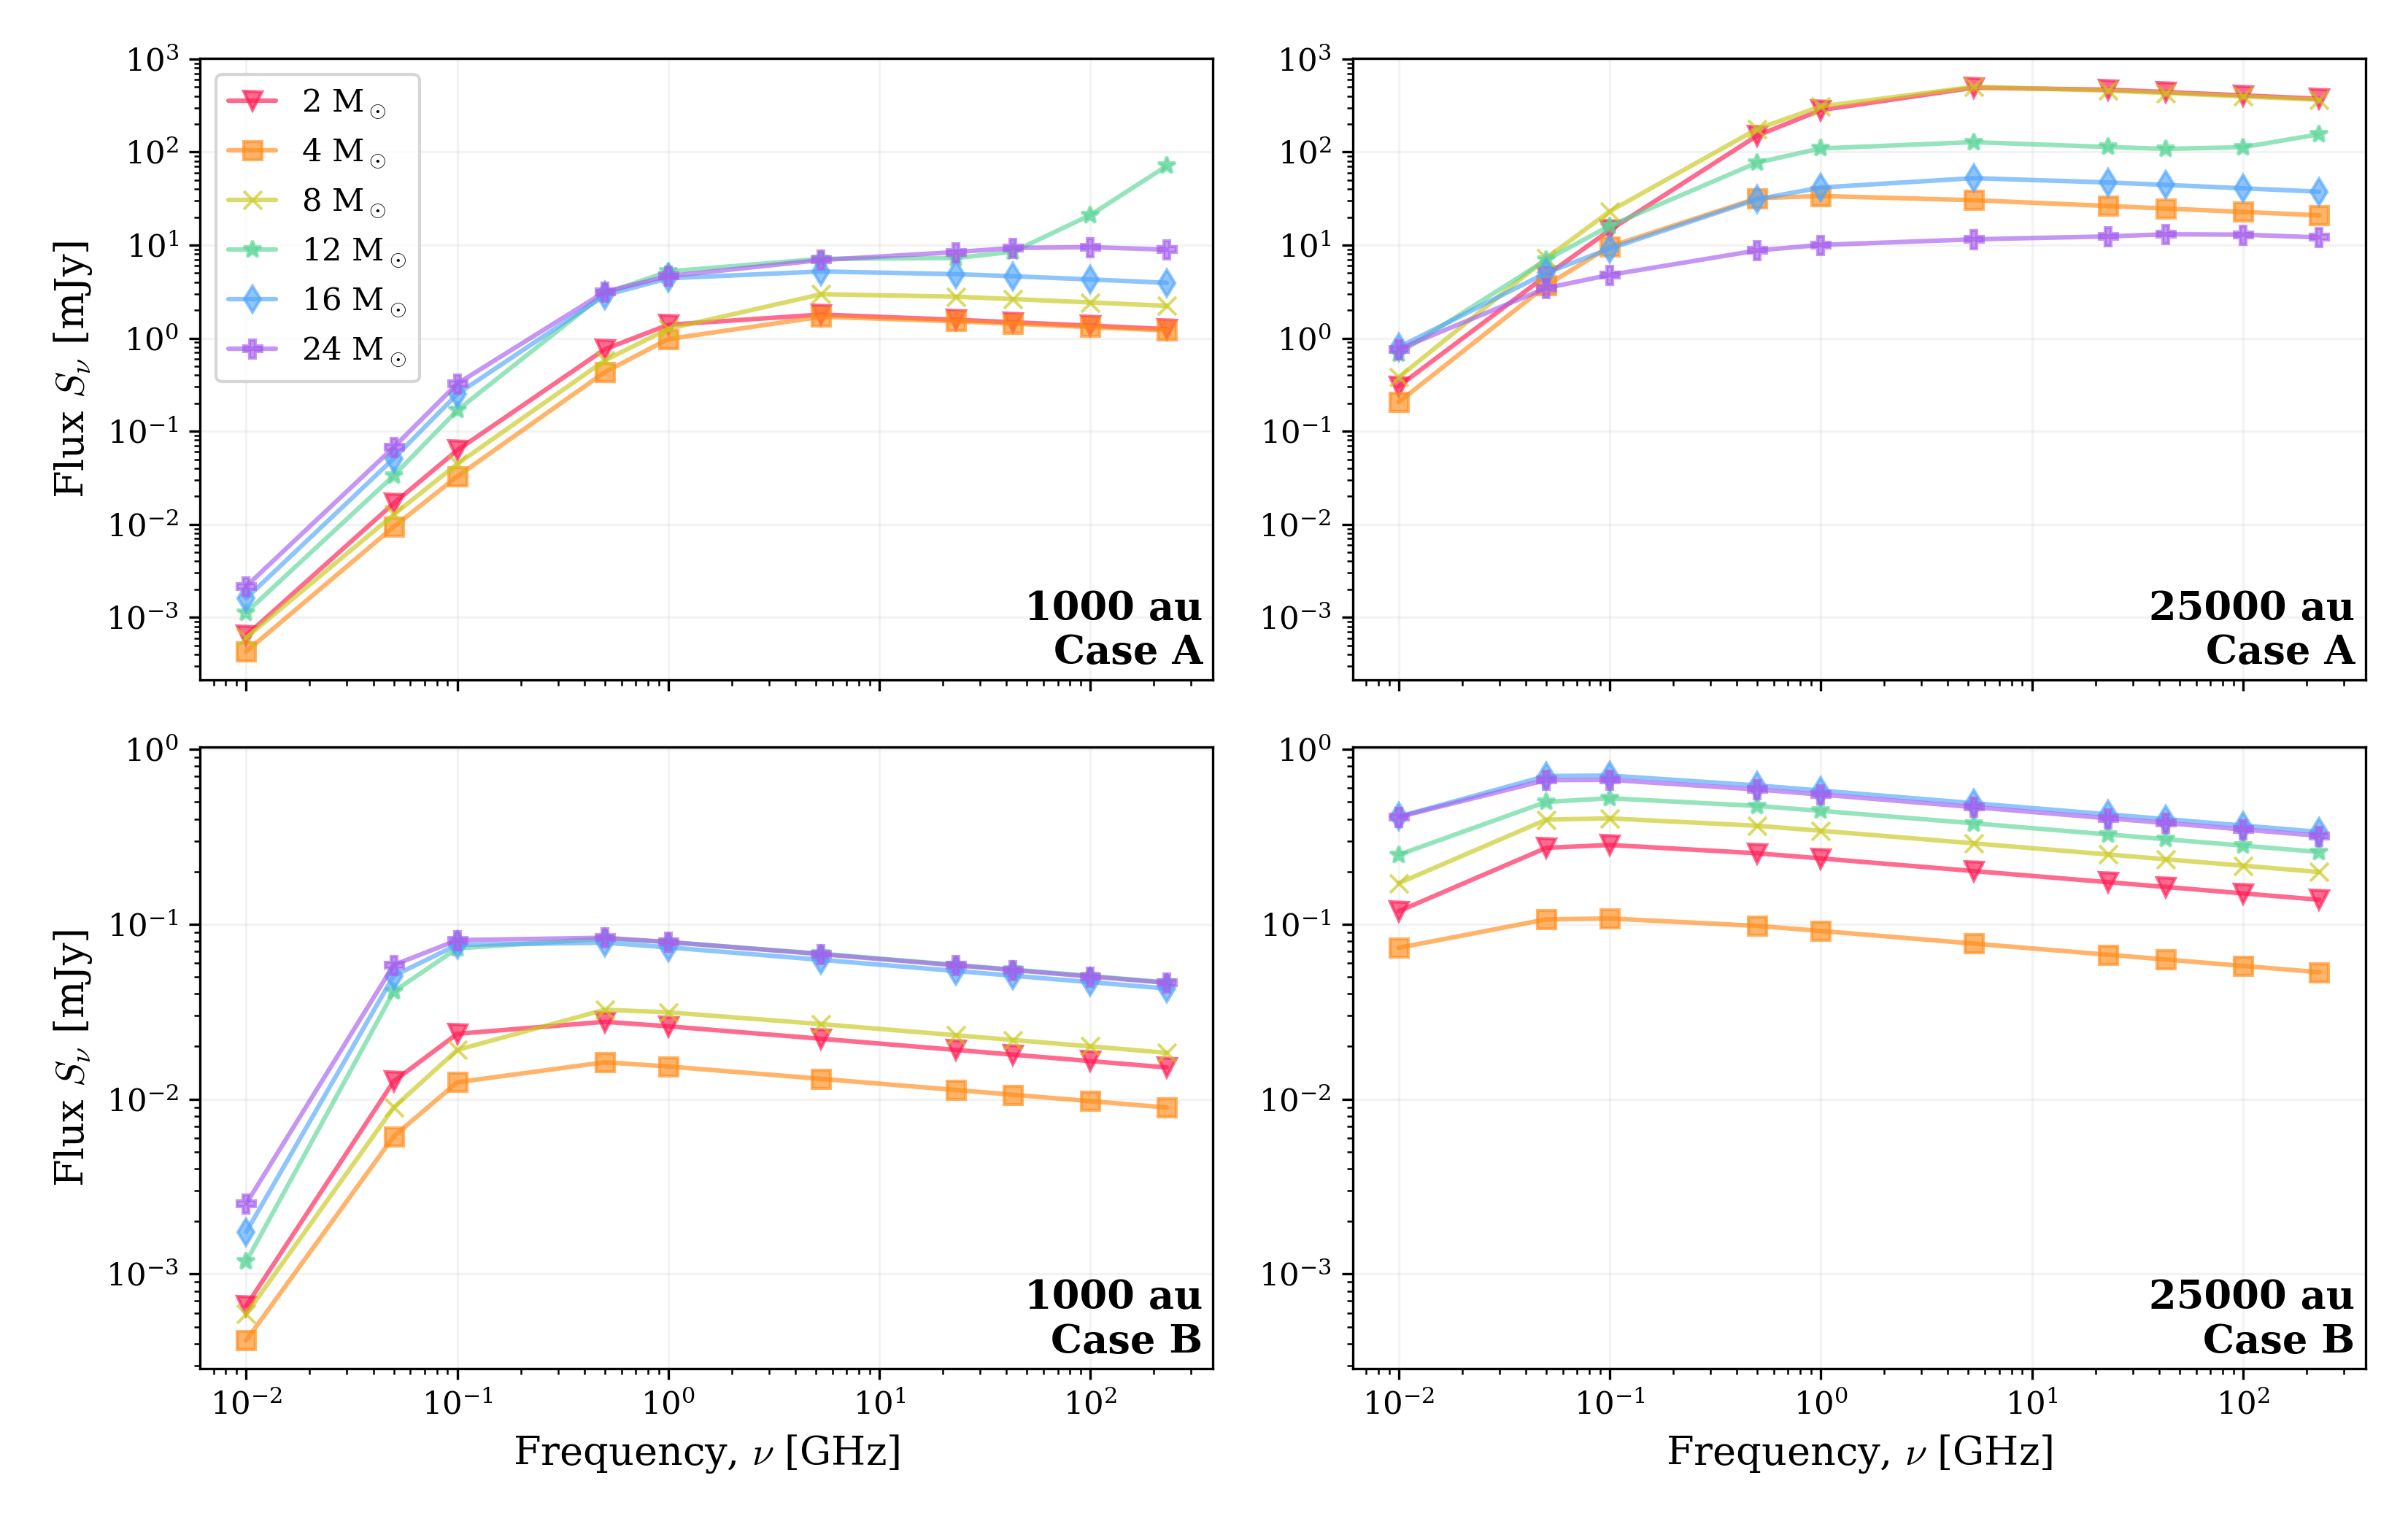 10³
10²
10¹
10⁰
10⁻¹
10⁻²
10⁻³
Flux S_ν [mJy]
2 M☉
4 M☉
8 M☉
12 M☉
16 M☉
24 M☉
1000 au
Case A
10³
10²
10¹
10⁰
10⁻¹
10⁻²
10⁻³
25000 au
Case A
10⁰
10⁻¹
10⁻²
10⁻³
Flux S_ν [mJy]
1000 au
Case B
10⁻² 10⁻¹ 10⁰ 10¹ 10²
Frequency, ν [GHz]
10⁰
10⁻¹
10⁻²
10⁻³
25000 au
Case B
10⁻² 10⁻¹ 10⁰ 10¹ 10²
Frequency, ν [GHz]